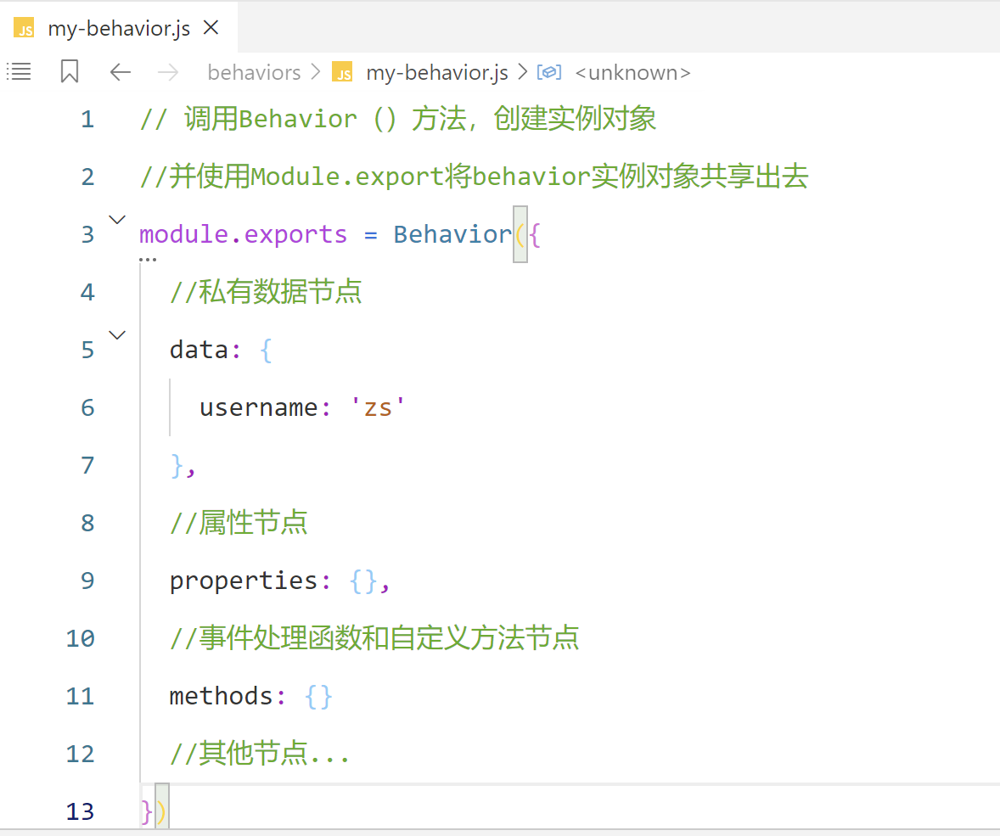 JS my-behavior.js
behaviors > JS my-behavior.js > <unknown>
1 // 调用Behavior () 方法，创建实例对象
2 //并使用Module.export将behavior实例对象共享出去
3 module.exports = Behavior({
4 //私有数据节点
5 data: {
6 username: 'zs'
7 },
8 //属性节点
9 properties: {},
10 //事件处理函数和自定义方法节点
11 methods: {}
12 //其他节点...
13 })